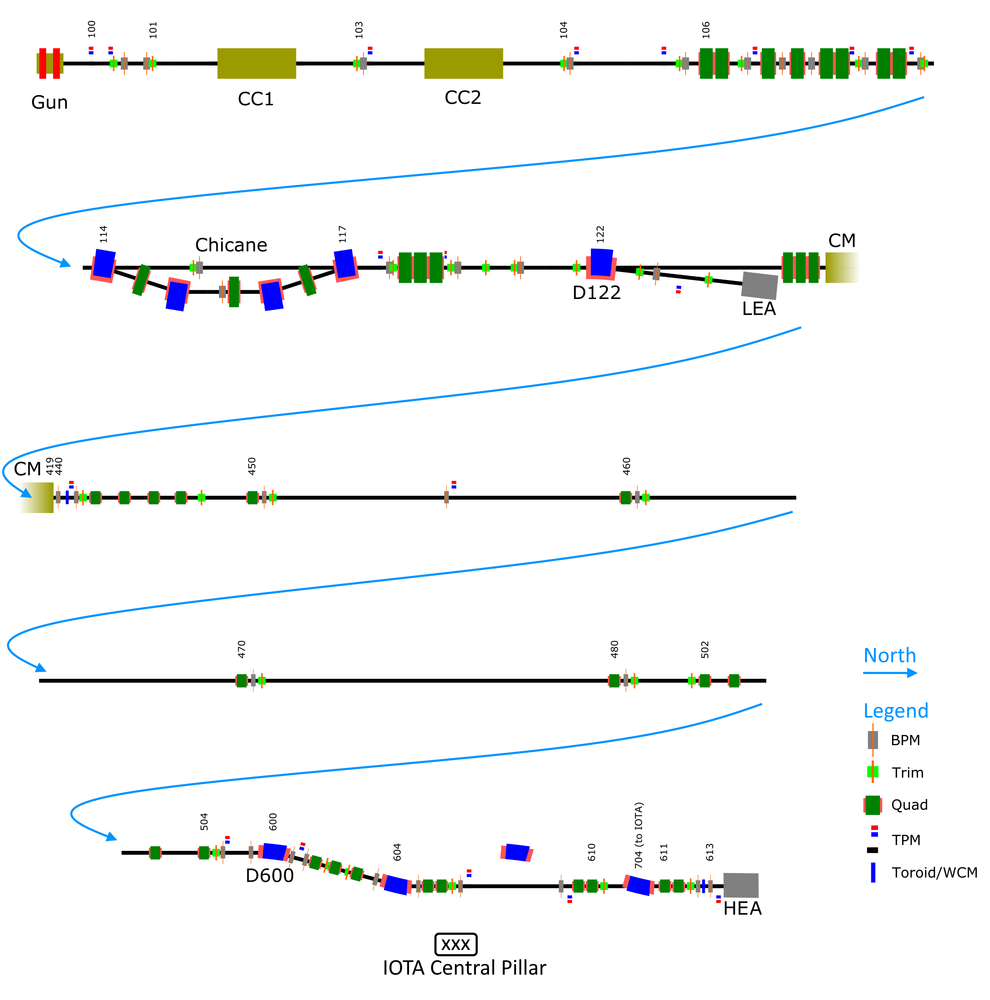 100
101
103
104
106
Gun
CC1
CC2
114
Chicane
117
122
CM
D122
LEA
CM
419
440
450
460
470
480
502
North
Legend
BPM
Trim
Quad
TPM
Toroid/WCM
504
600
D600
604
610
704 (to IOTA)
611
613
HEA
xxx
IOTA Central Pillar